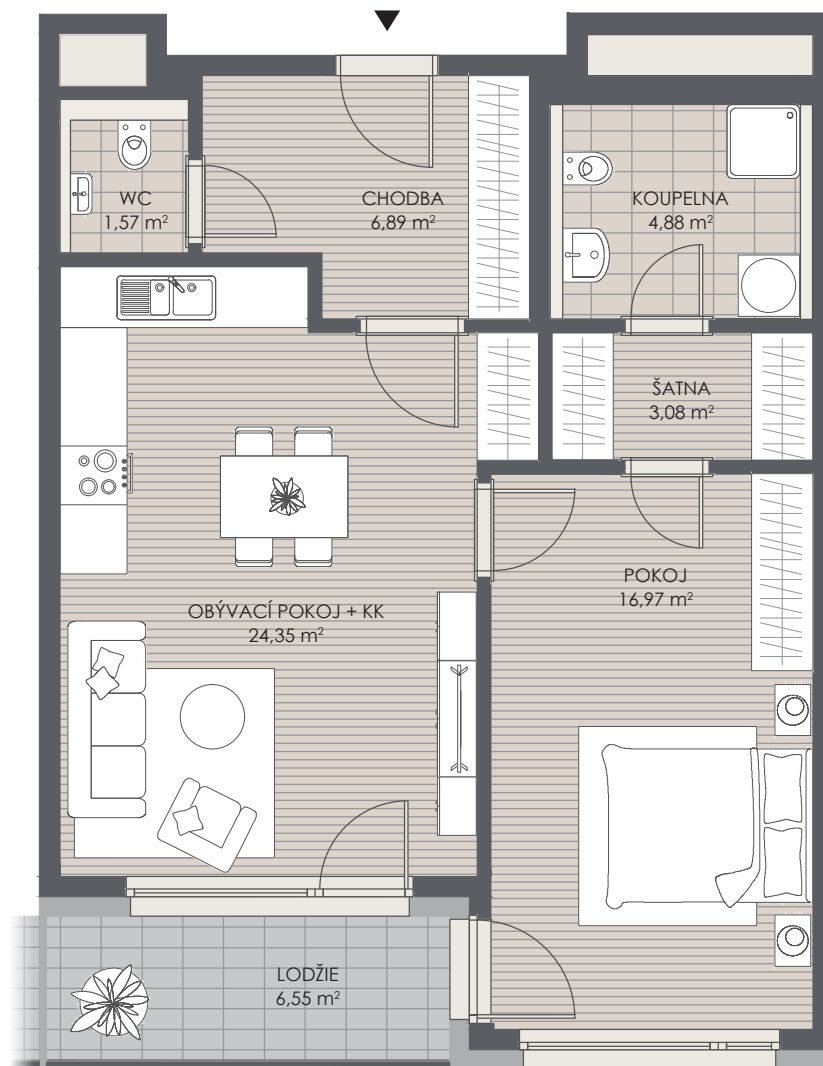 WC
1,57 m²
CHODBA
6,89 m²
KOUPELNA
4,88 m²
ŠATNA
3,08 m²
POKOJ
16,97 m²
OBÝVACÍ POKOJ + KK
24,35 m²
LODŽIE
6,55 m²